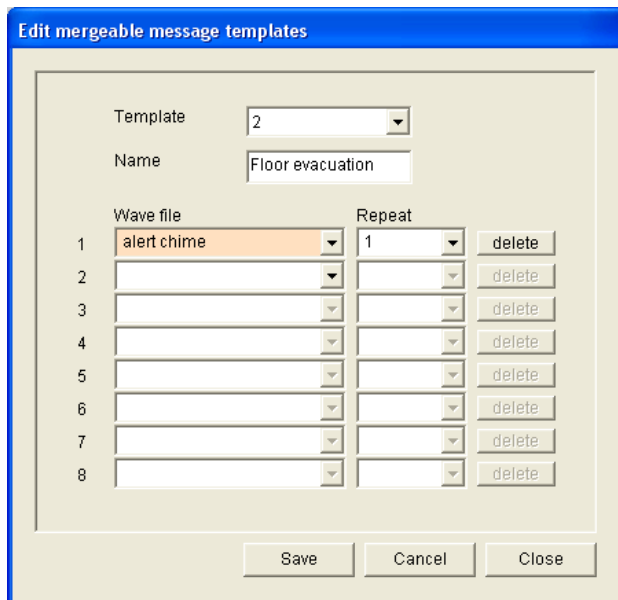 Edit mergeable message templates
Template 2
Name Floor evacuation
Wave file Repeat
1 alert chime 1 delete
2 delete
3 delete
4 delete
5 delete
6 delete
7 delete
8 delete
Save Cancel Close